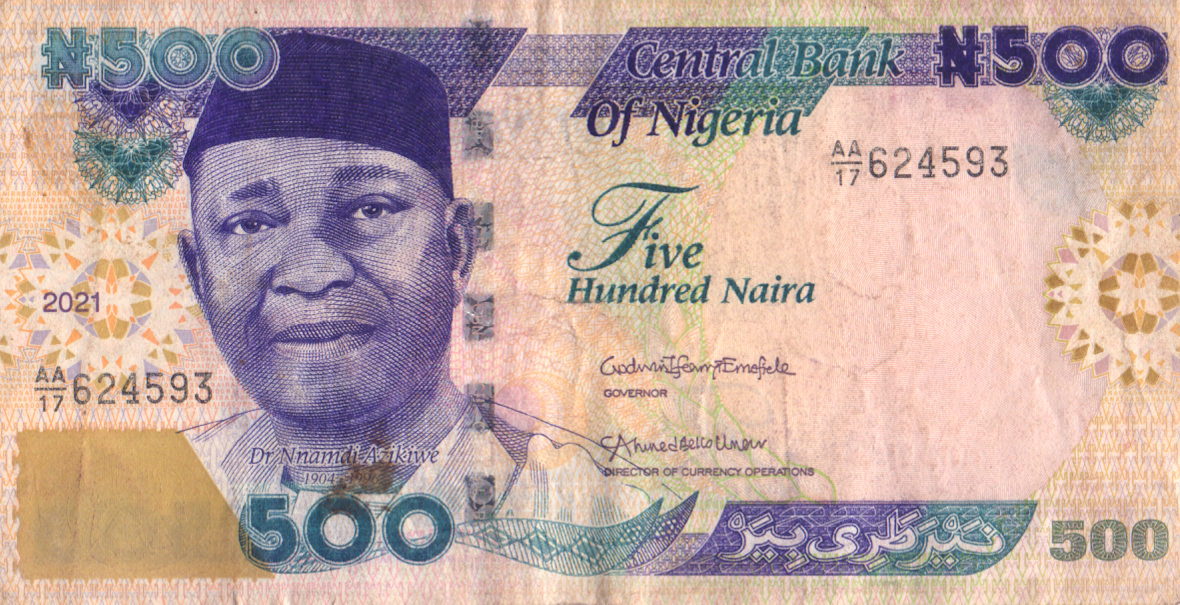 ₦500
Central Bank
Of Nigeria
₦500
AA
17 624593
Five
Hundred Naira
2021
AA
17 624593
GOVERNOR
DIRECTOR OF CURRENCY OPERATIONS
Dr Nnamdi Azikiwe
500
نَيْرَ طَرِى بِيَرْ
500